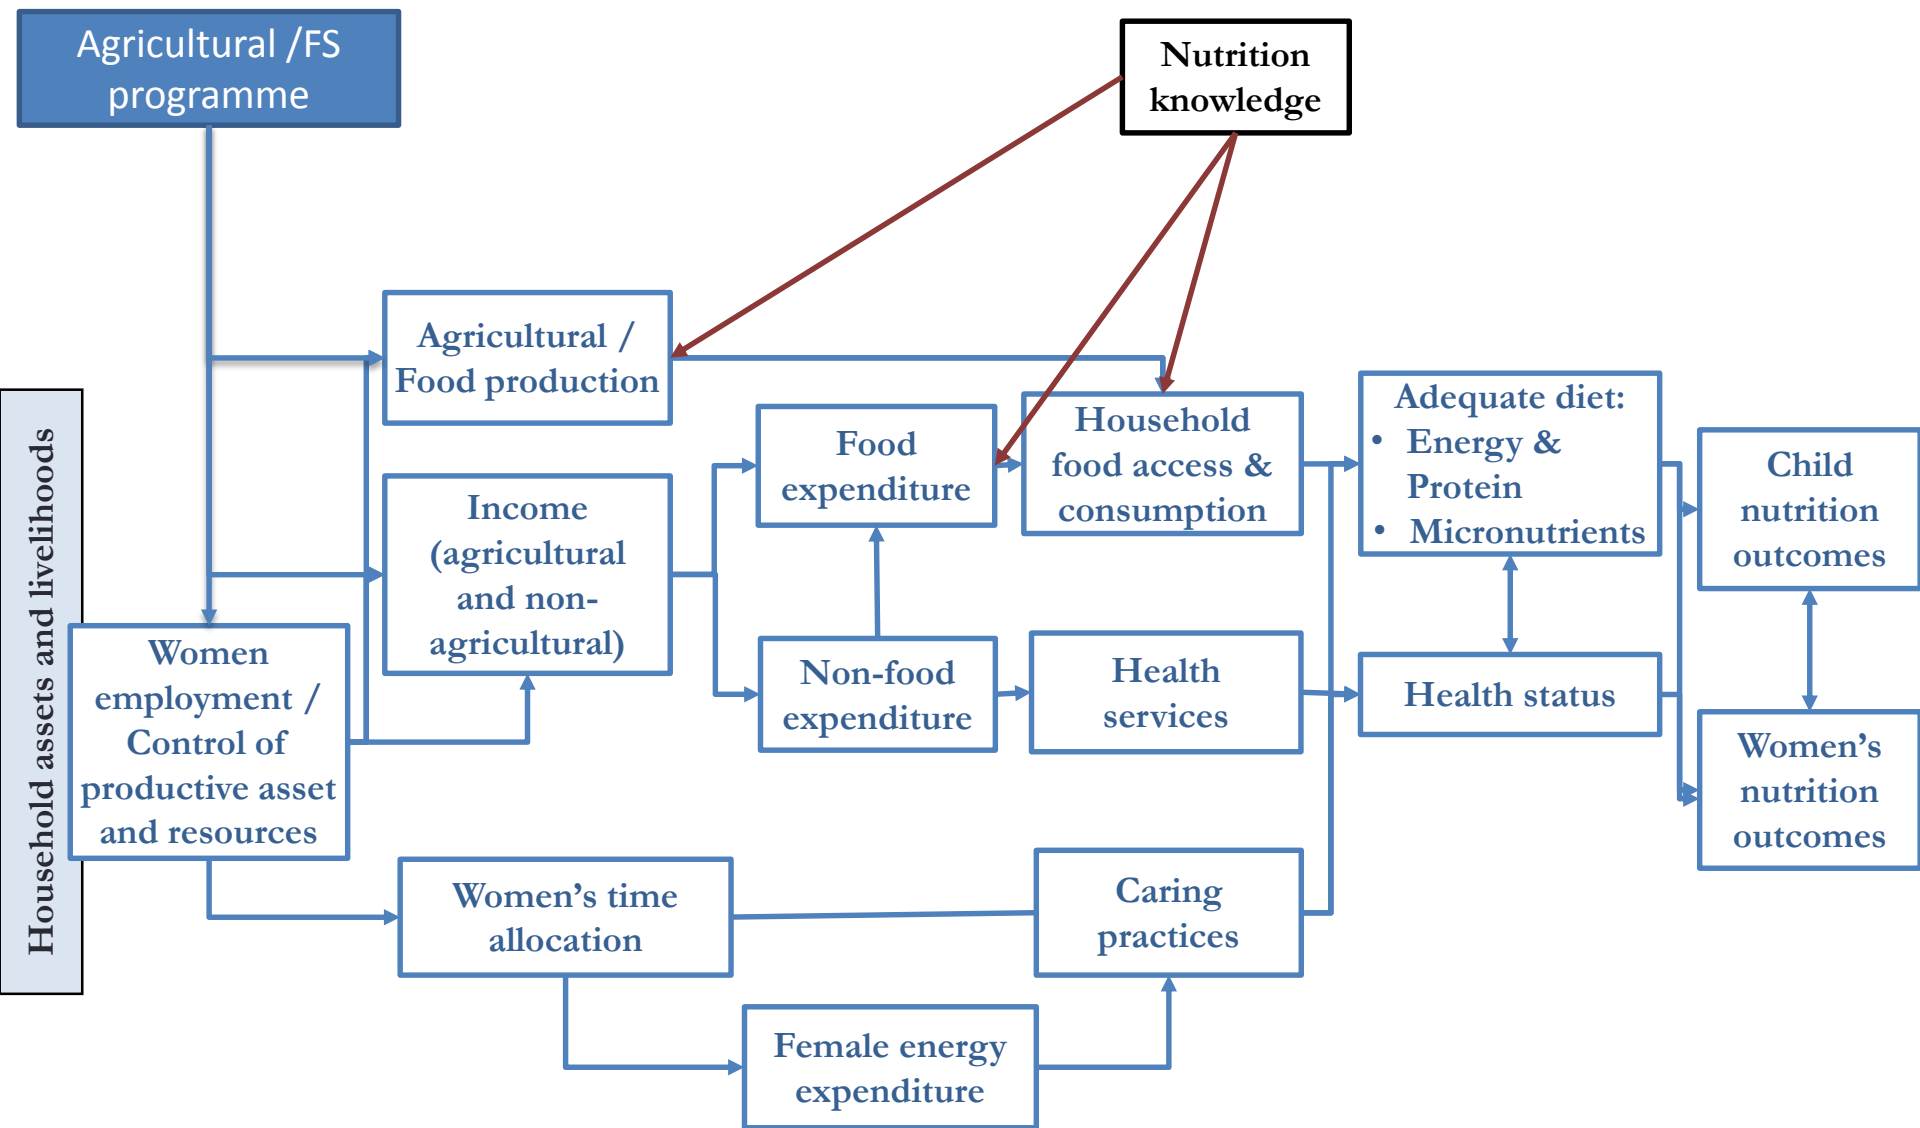 Agricultural /FS
programme
Nutrition
knowledge
Agricultural /
Food production
Household assets and livelihoods
Income
(agricultural
and non-
agricultural)
Women
employment /
Control of
productive asset
and resources
Food
expenditure
Household
food access &
consumption
Adequate diet:
• Energy &
Protein
• Micronutrients
Child
nutrition
outcomes
Non-food
expenditure
Health
services
Health status
Women’s
nutrition
outcomes
Women’s time
allocation
Caring
practices
Female energy
expenditure